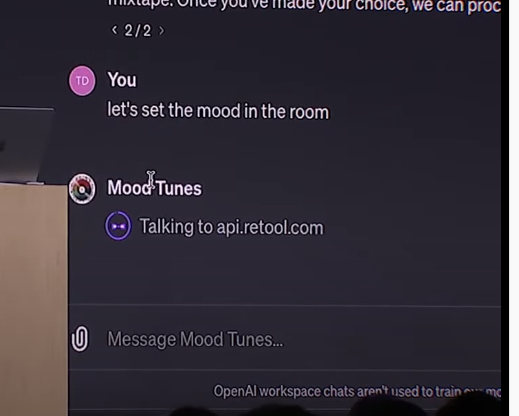 mixtape. Once you've made your choice, we can proc
< 2/2 >
TD You
let's set the mood in the room
Mood Tunes
Talking to api.retool.com
Message Mood Tunes...
OpenAI workspace chats aren't used to train our mo